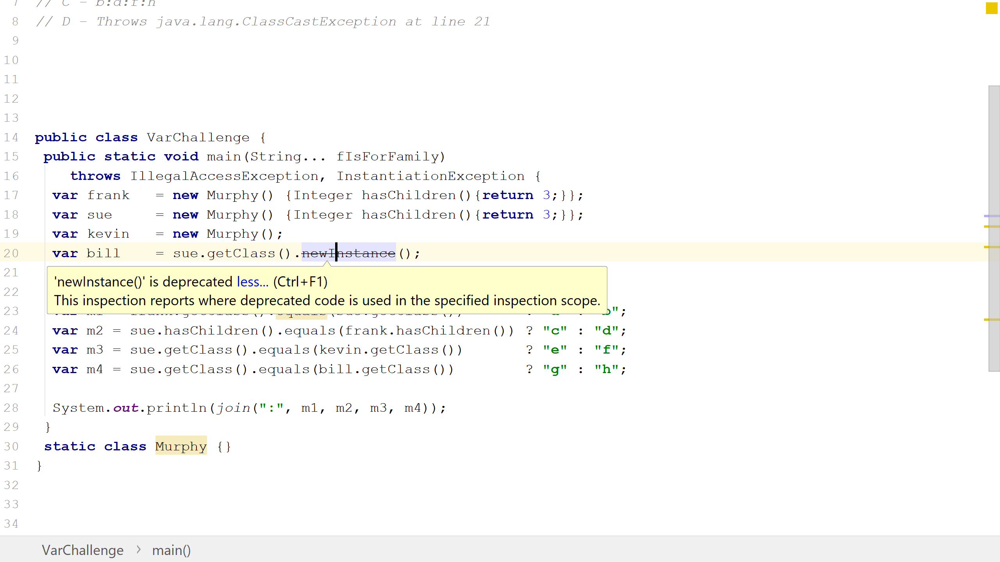 7 // C – b:d:f:h
8 // D – Throws java.lang.ClassCastException at line 21
9
10
11
12
13
14 public class VarChallenge {
15 public static void main(String... fIsForFamily)
16 throws IllegalAccessException, InstantiationException {
17 var frank = new Murphy() {Integer hasChildren(){return 3;}};
18 var sue = new Murphy() {Integer hasChildren(){return 3;}};
19 var kevin = new Murphy();
20 var bill = sue.getClass().newInstance();
21
'newInstance()' is deprecated less... (Ctrl+F1)
22
This inspection reports where deprecated code is used in the specified inspection scope.
23 var m1 = frank.getClass().equals(sue.getClass()) ? "a" : "b";
24 var m2 = sue.hasChildren().equals(frank.hasChildren()) ? "c" : "d";
25 var m3 = sue.getClass().equals(kevin.getClass()) ? "e" : "f";
26 var m4 = sue.getClass().equals(bill.getClass()) ? "g" : "h";
27
28 System.out.println(join(":", m1, m2, m3, m4));
29 }
30 static class Murphy {}
31 }
32
33
34
VarChallenge › main()